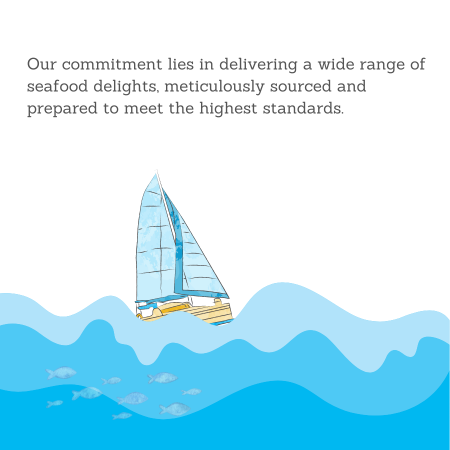 Our commitment lies in delivering a wide range of
seafood delights, meticulously sourced and
prepared to meet the highest standards.